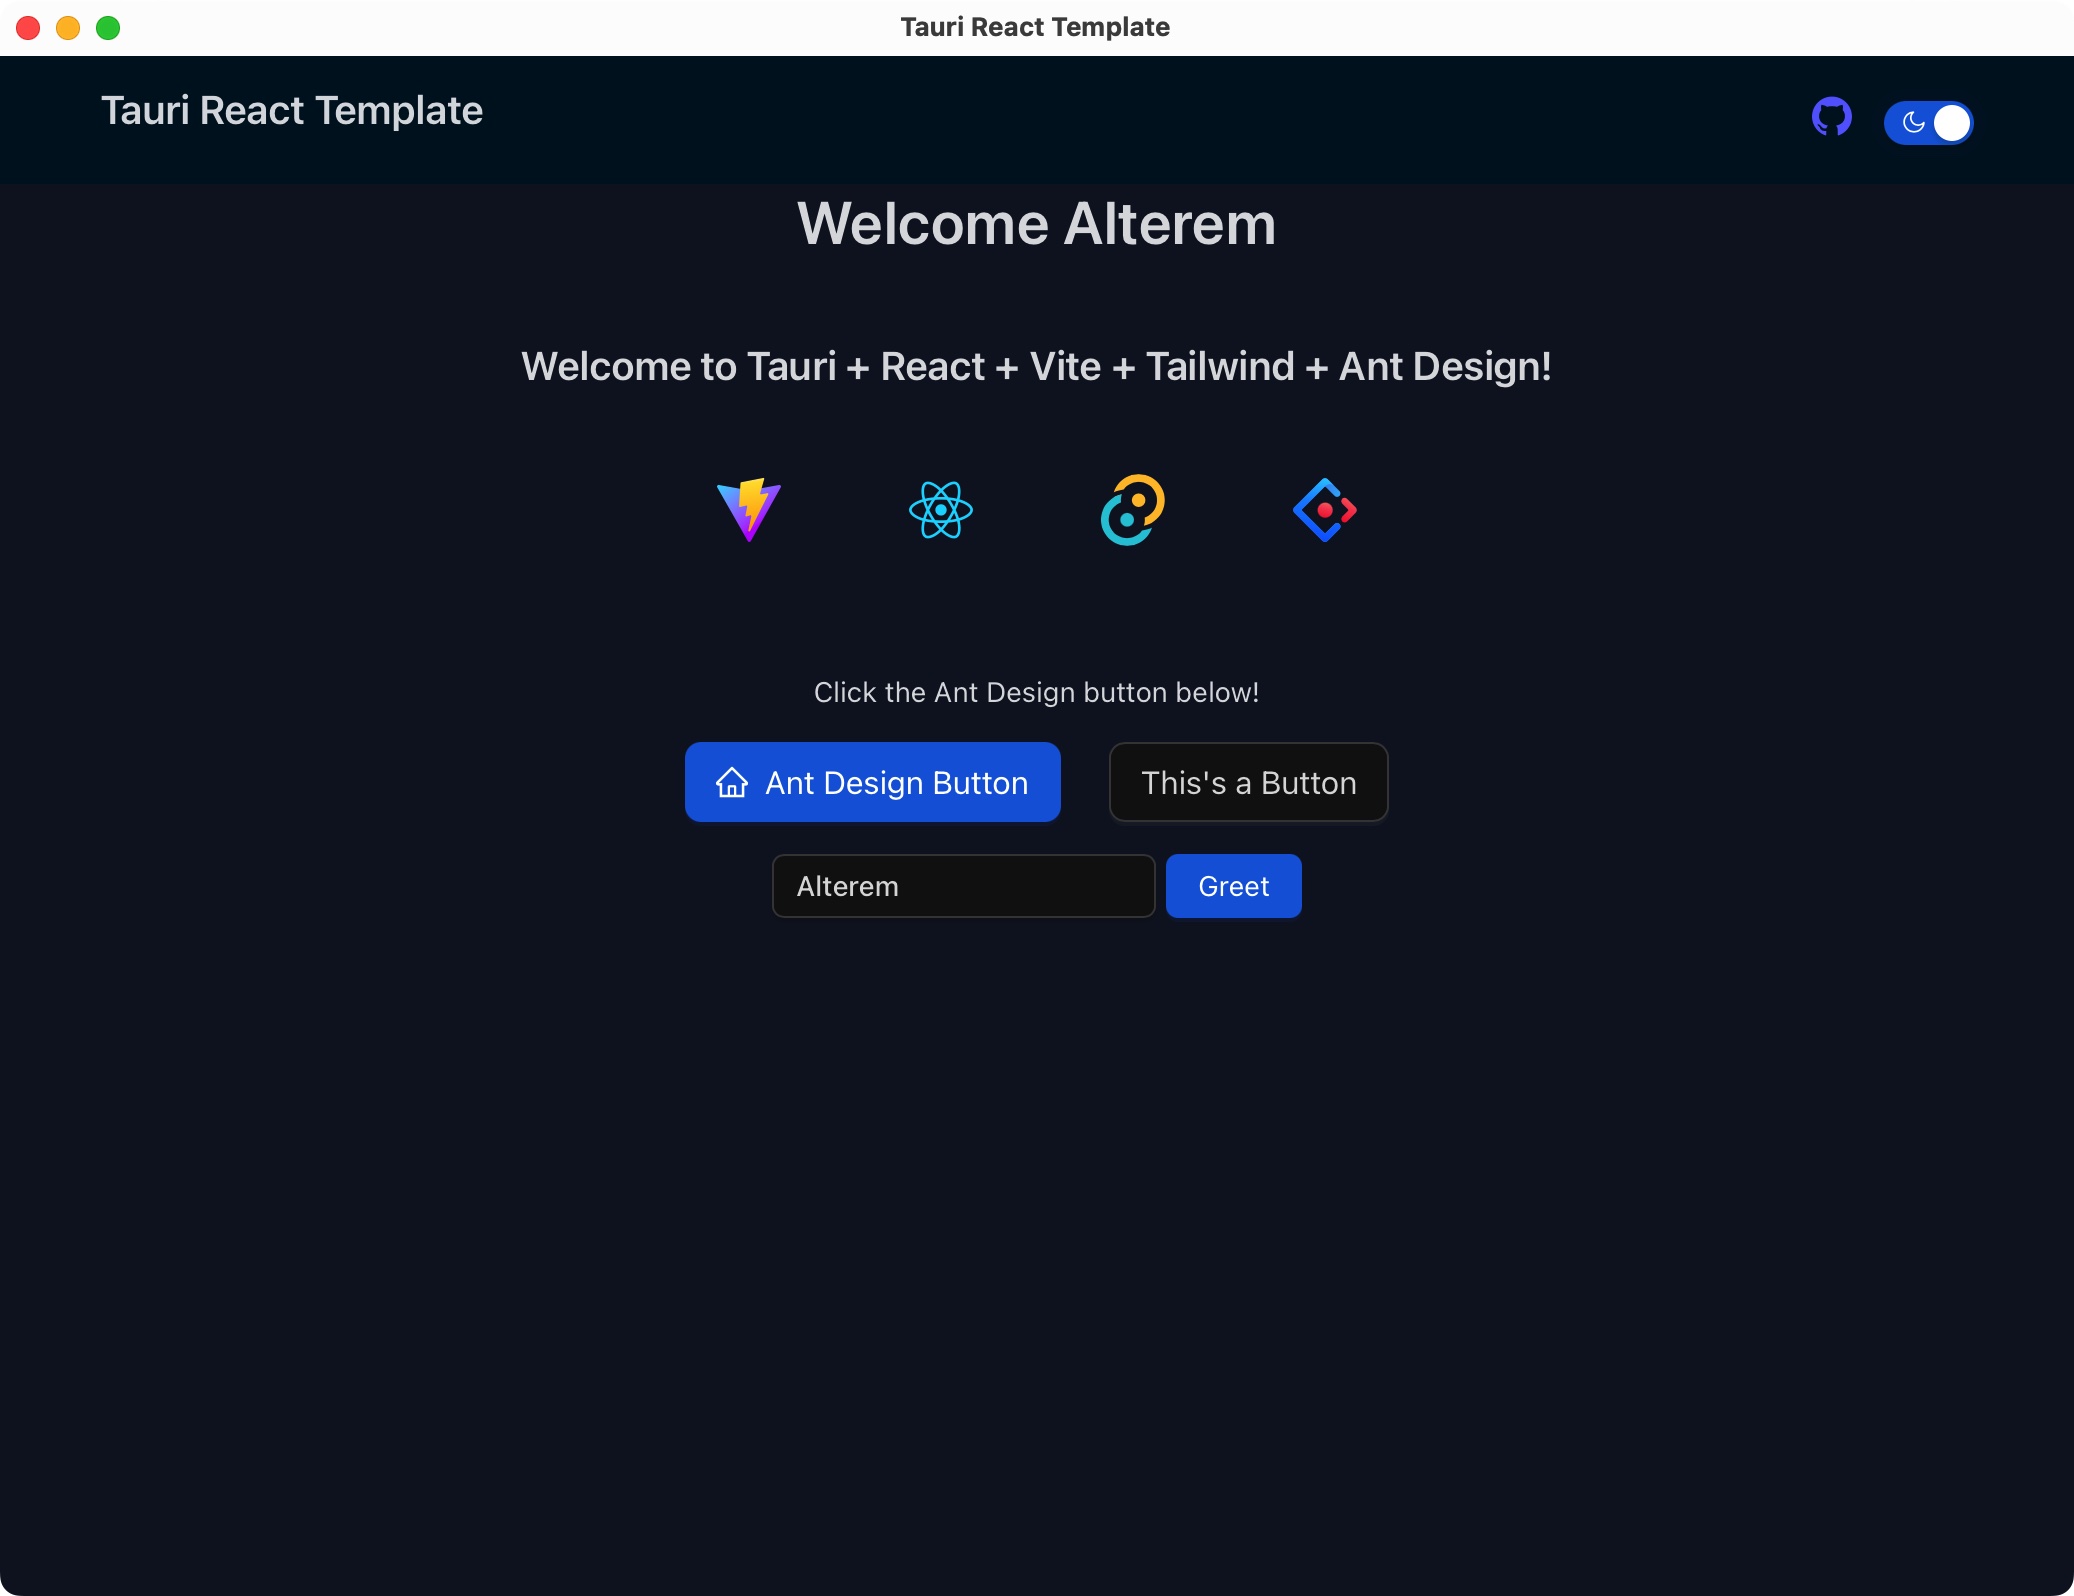 Tauri React Template
Tauri React Template
Welcome Alterem
Welcome to Tauri + React + Vite + Tailwind + Ant Design!
Click the Ant Design button below!
Ant Design Button
This's a Button
Alterem
Greet